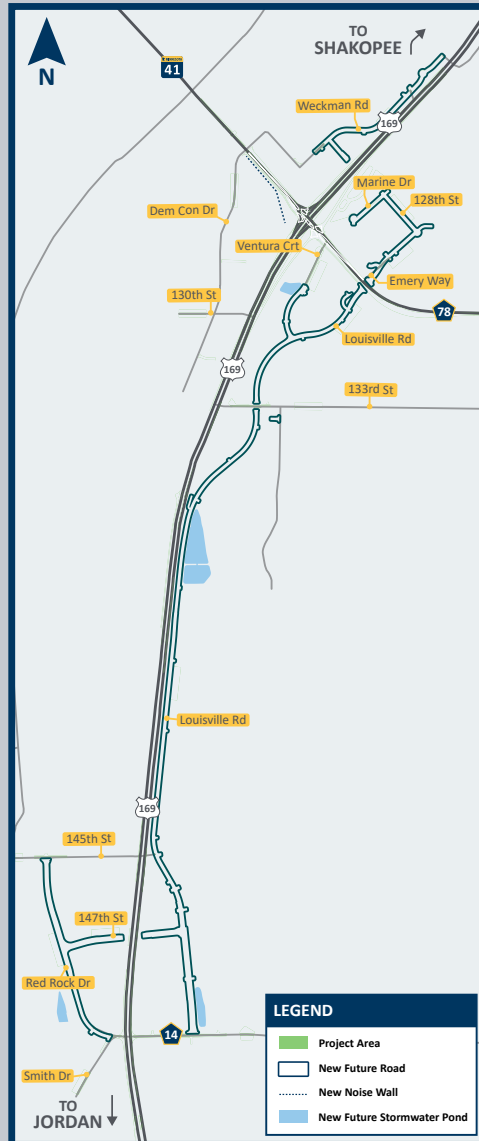 TO
SHAKOPEE
41
N
Weckman Rd
169
Marine Dr
128th St
Dem Con Dr
Ventura Crt
Emery Way
130th St
78
Louisville Rd
169
133rd St
Louisville Rd
169
145th St
147th St
Red Rock Dr
14
Smith Dr
TO
JORDAN
LEGEND
Project Area
New Future Road
New Noise Wall
New Future Stormwater Pond